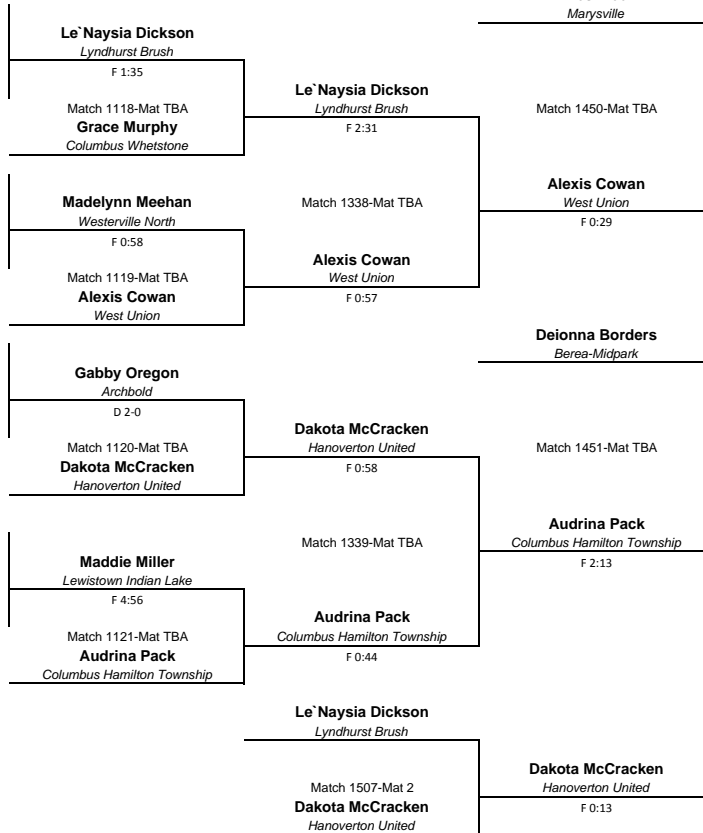 Marysville
Le`Naysia Dickson
Lyndhurst Brush
F 1:35
Match 1118-Mat TBA
Grace Murphy
Columbus Whetstone
Le`Naysia Dickson
Lyndhurst Brush
F 2:31
Match 1450-Mat TBA
Madelynn Meehan
Westerville North
F 0:58
Match 1119-Mat TBA
Alexis Cowan
West Union
Match 1338-Mat TBA
Alexis Cowan
West Union
F 0:57
Alexis Cowan
West Union
F 0:29
Deionna Borders
Berea-Midpark
Gabby Oregon
Archbold
D 2-0
Match 1120-Mat TBA
Dakota McCracken
Hanoverton United
Dakota McCracken
Hanoverton United
F 0:58
Match 1451-Mat TBA
Maddie Miller
Lewistown Indian Lake
F 4:56
Match 1121-Mat TBA
Audrina Pack
Columbus Hamilton Township
Match 1339-Mat TBA
Audrina Pack
Columbus Hamilton Township
F 0:44
Audrina Pack
Columbus Hamilton Township
F 2:13
Le`Naysia Dickson
Lyndhurst Brush
Match 1507-Mat 2
Dakota McCracken
Hanoverton United
Dakota McCracken
Hanoverton United
F 0:13